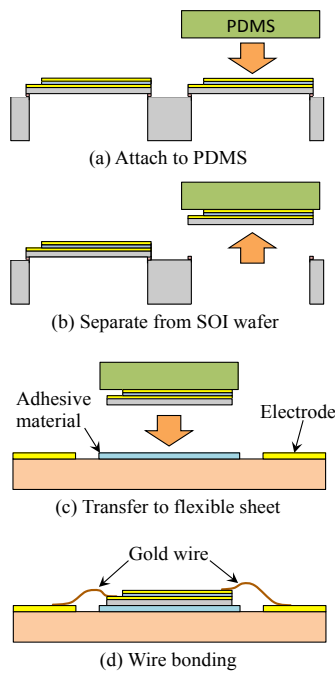 PDMS
(a) Attach to PDMS
(b) Separate from SOI wafer
Adhesive
material
Electrode
(c) Transfer to flexible sheet
Gold wire
(d) Wire bonding